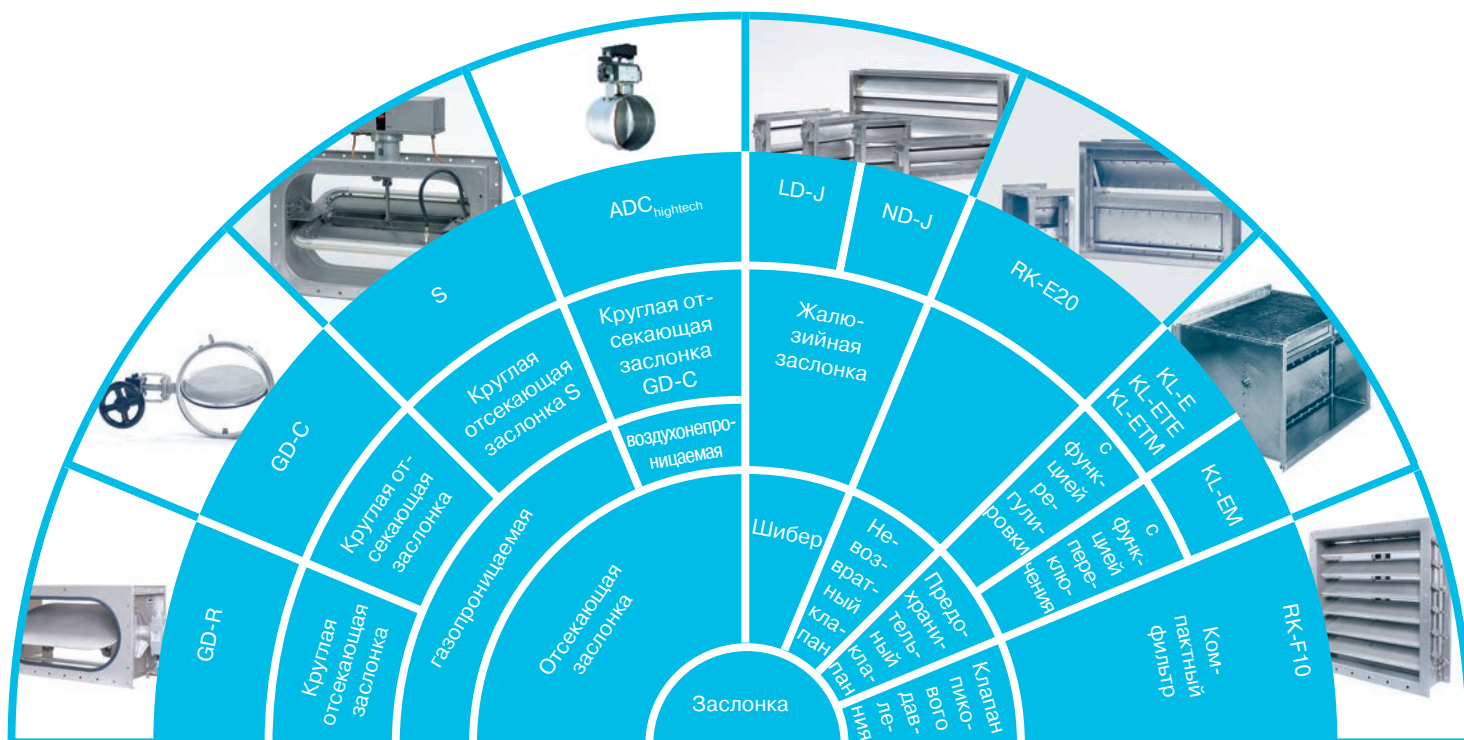 ADC hightech
LD-J
ND-J
S
RK-E20
Круглая от-
секающая
заслонка
GD-C
Жалю-
зийная
заслонка
Круглая
отсекающая
заслонка S
KL-E
KL-ETE
KL-ETM
GD-C
воздухонепро-
ницаемая
с
функ-
цией
ре-
гули-
ровки
KL-EM
Круглая от-
секающая
заслонка
газопроницаемая
Шибер
Не-
воз-
врат-
ный
кла-
пан
с
функ-
цией
пере-
клю-
чения
GD-R
Круглая
отсекающая
заслонка
Отсекающая
заслонка
Предо-
храни-
тель-
ный
кла-
пан
Ком-
пактный
фильтр
RK-F10
Заслонка
Клапан
пико-
вого
дав-
ле-
ния